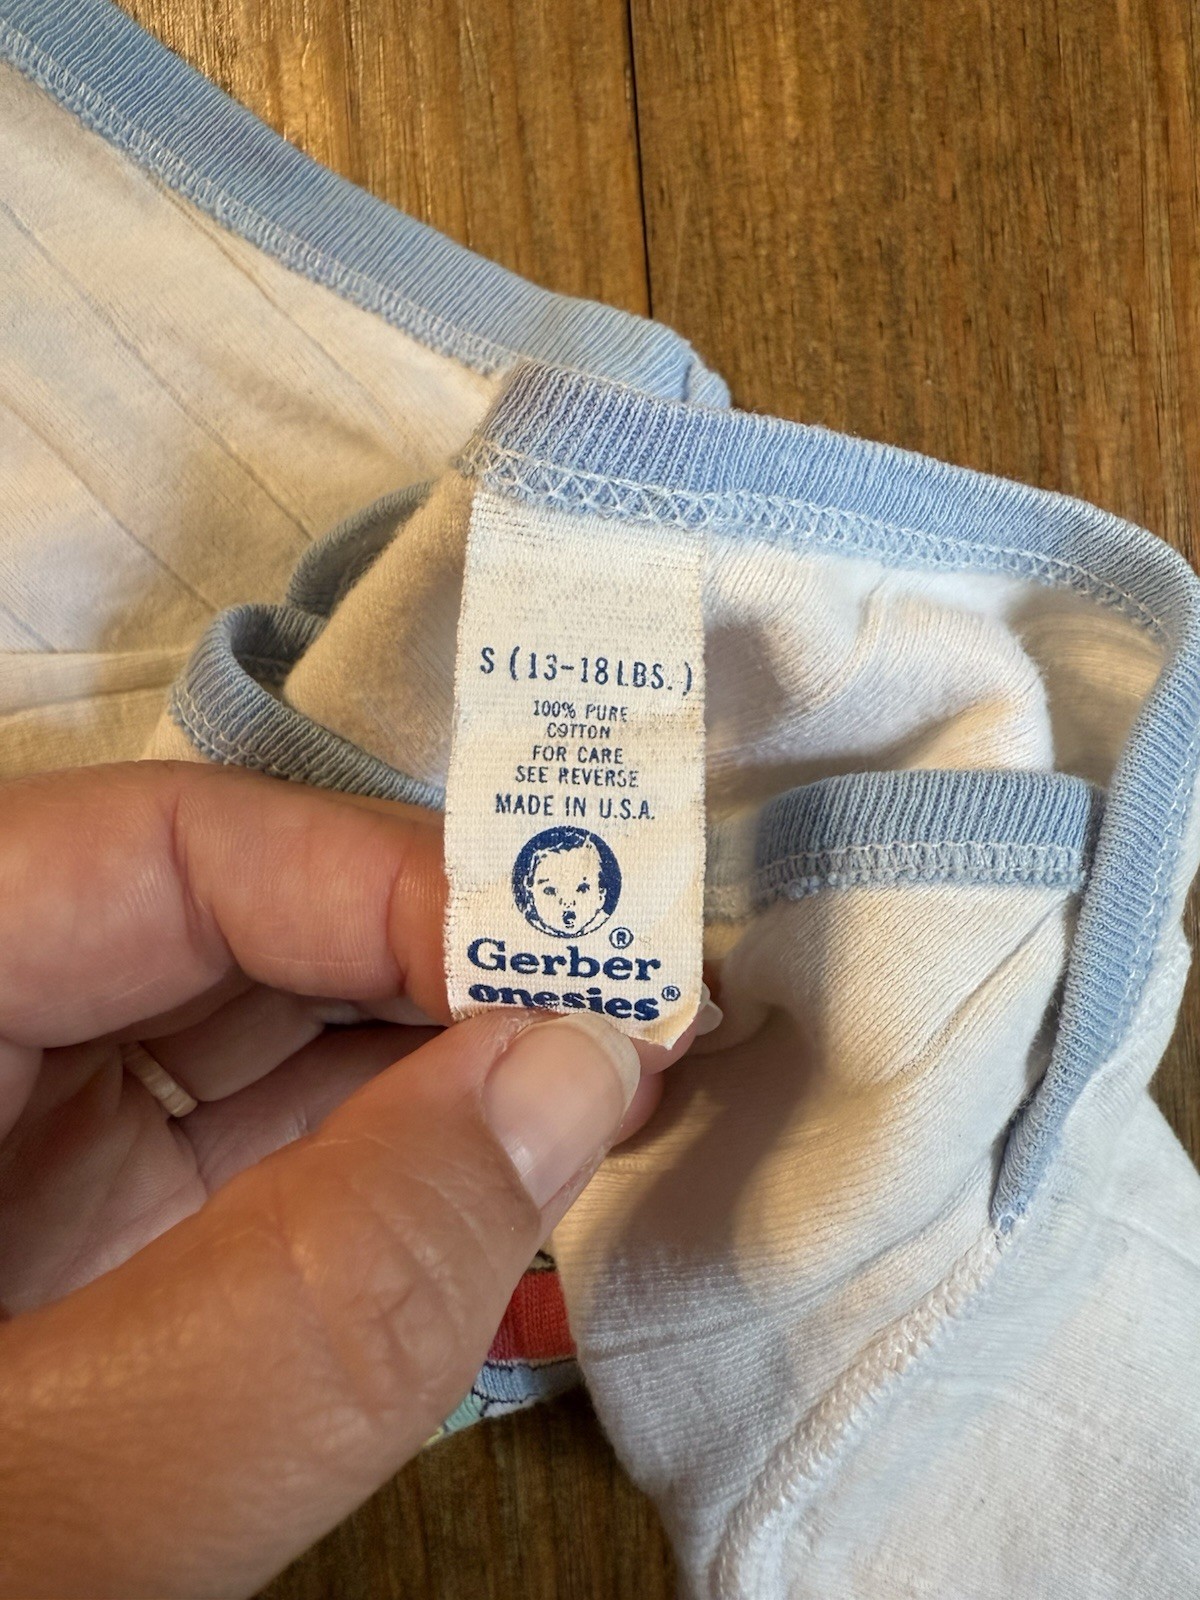 S (13-18 LBS.)
100% PURE
COTTON
FOR CARE
SEE REVERSE
MADE IN U.S.A.
Gerber®
onesies®